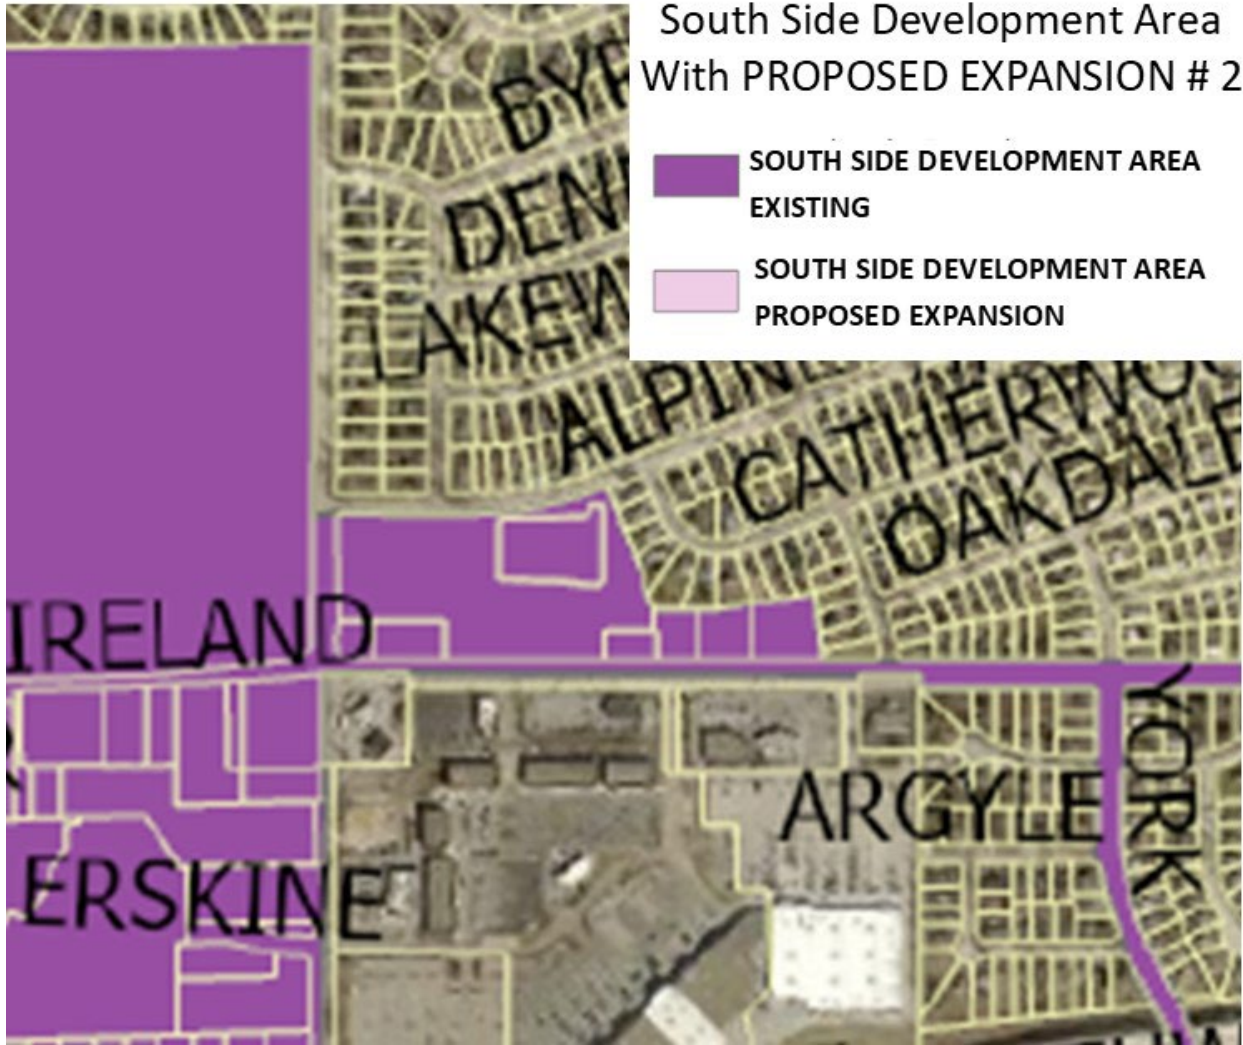 South Side Development Area
With PROPOSED EXPANSION # 2
SOUTH SIDE DEVELOPMENT AREA
EXISTING
SOUTH SIDE DEVELOPMENT AREA
PROPOSED EXPANSION
ALPINE
OAKDALE
IRELAND
YORK
ARGYLE
ERSKINE